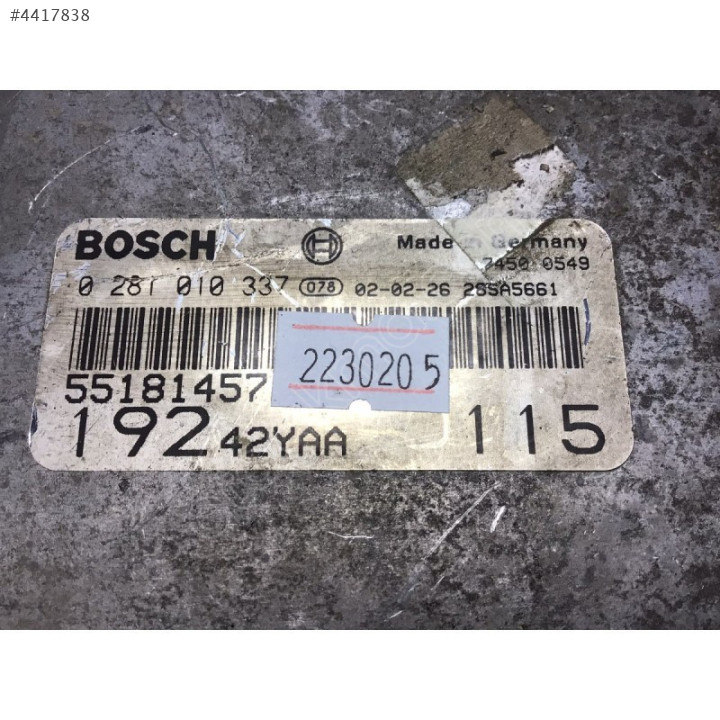 #4417838
BOSCH Made in Germany
7450 0549
0 281 010 337 078 02-02-26 2SSA5661
2230205
55181457
192 42YAA 115